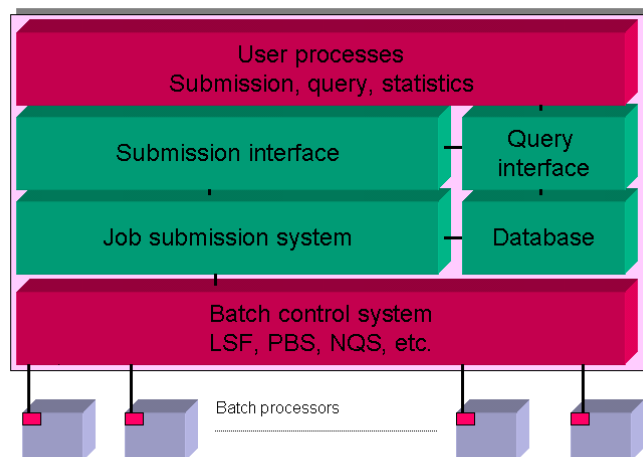 User processes
Submission, query, statistics
Submission interface
Query
interface
Job submission system
Database
Batch control system
LSF, PBS, NQS, etc.
Batch processors